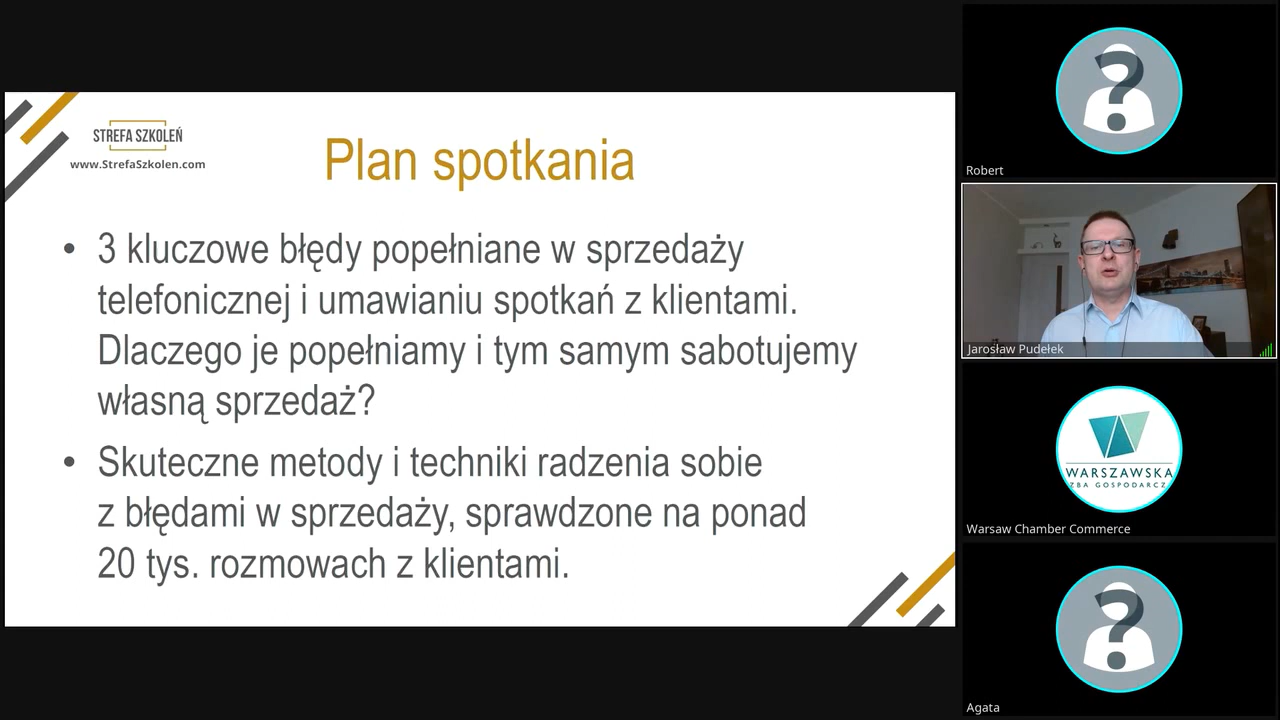 STREFA SZKOLEŃ
www.StrefaSzkolen.com
Plan spotkania
• 3 kluczowe błędy popełniane w sprzedaży
telefonicznej i umawianiu spotkań z klientami.
Dlaczego je popełniamy i tym samym sabotujemy
własną sprzedaż?
• Skuteczne metody i techniki radzenia sobie
z błędami w sprzedaży, sprawdzone na ponad
20 tys. rozmowach z klientami.
?
Robert
Jarosław Pudełek
WARSZAWSKA
ZBA GOSPODARCZ
Warsaw Chamber Commerce
?
Agata